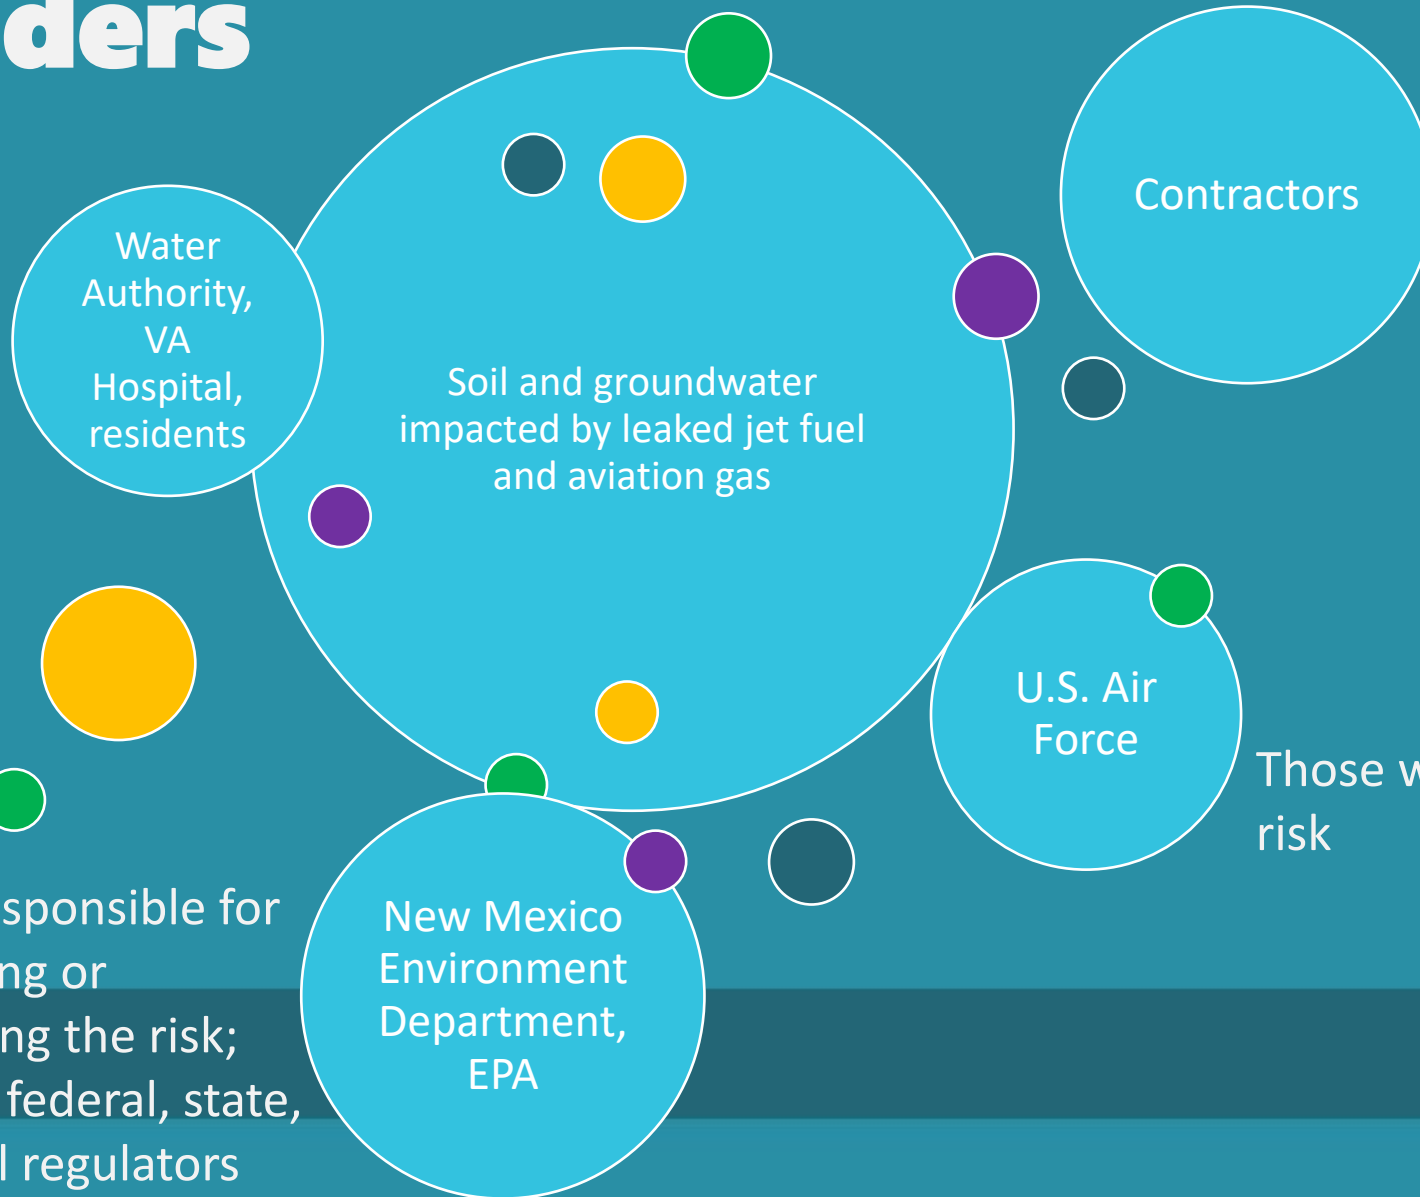 ders
Contractors
Water
Authority,
VA
Hospital,
residents
Soil and groundwater
impacted by leaked jet fuel
and aviation gas
U.S. Air
Force
Those w
risk
sponsible for
ng or
ng the risk;
federal, state,
l regulators
New Mexico
Environment
Department,
EPA